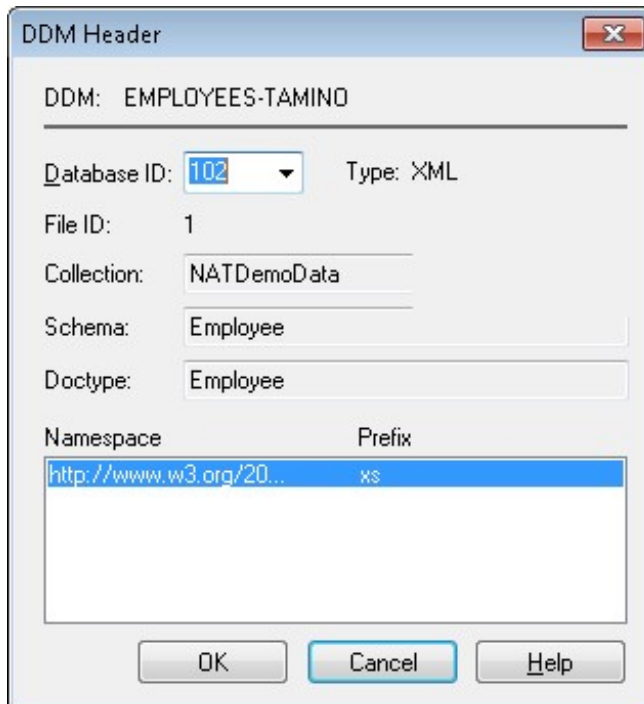 DDM Header
DDM: EMPLOYEES-TAMINO
Database ID: 102 Type: XML
File ID: 1
Collection: NATDemoData
Schema: Employee
Doctype: Employee
Namespace Prefix
http://www.w3.org/20... xs
OK Cancel Help